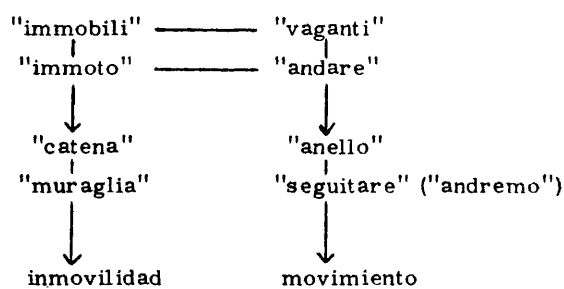 "immobili" "vaganti"
"immoto" "andare"
"catena" "anello"
"muraglia" "seguitare" ("andremo")
inmovilidad movimiento